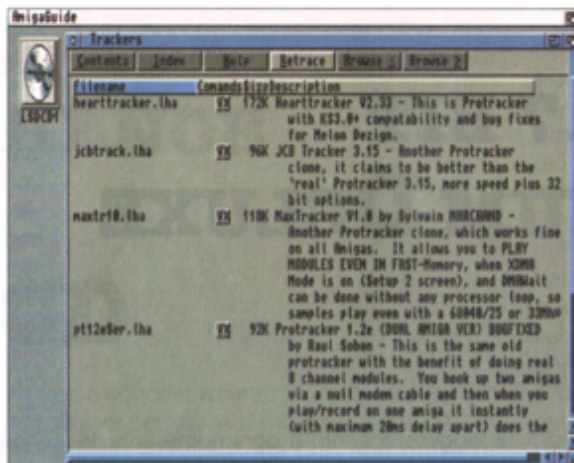 AmigaGuide
LSDCD1
Trackers
Contents Index Help Retrace Browse < Browse >
filename Comands Size Description
hearttracker.lha VX 172K Hearttracker V2.33 - This is Protracker
with KS3.0+ compatability and bug fixes
for Melon Dezign.
jcbtrack.lha VX 96K JCB Tracker 3.15 - Another Protracker
clone, it claims to be better than the
'real' Protracker 3.15, more speed plus 32
bit options.
maxtr10.lha VX 118K MaxTracker V1.0 by Sylvain MARCHAND -
Another Protracker clone, which works fine
on all Amigas. It allows you to PLAY
MODULES EVEN IN FAST-Memory, when XDMA
Mode is on (Setup 2 screen), and DMAWait
can be done without any processor loop, so
samples play even with a 68040/25 or 33Mhz
pt12eSer.lha VX 92K Protracker 1.2e (DUAL AMIGA VER) BUGFIXED
by Raul Sobon - This is the same old
protracker with the benefit of doing real
8 channel modules. You hook up two amigas
via a null modem cable and then when you
play/record on one amiga it instantly
(with maximum 20ms delay apart) does the